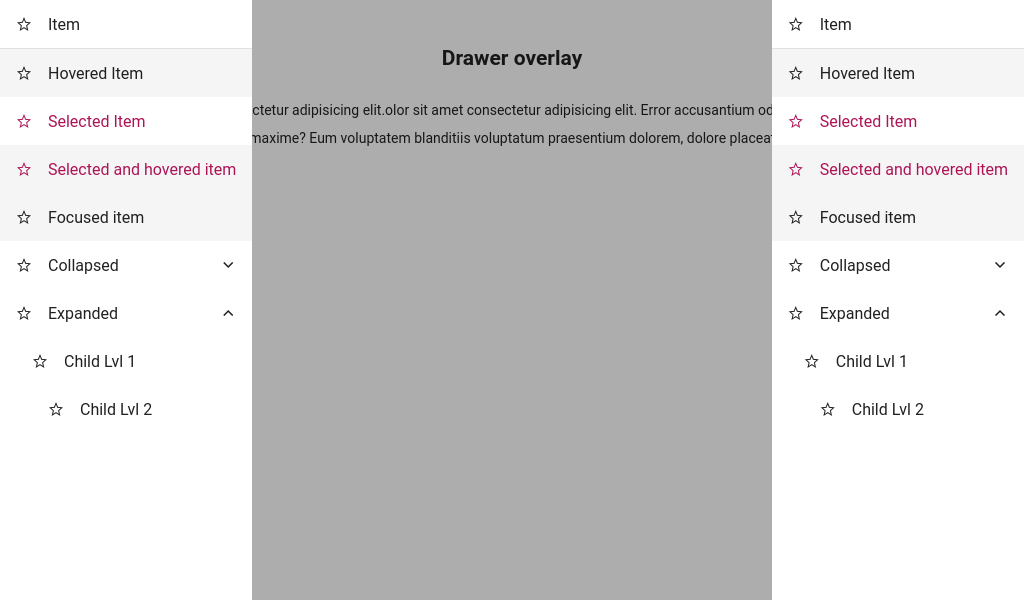 Item
Hovered Item
Selected Item
Selected and hovered item
Focused item
Collapsed
Expanded
Child Lvl 1
Child Lvl 2
Drawer overlay
ctetur adipisicing elit.olor sit amet consectetur adipisicing elit. Error accusantium od
maxime? Eum voluptatem blanditiis voluptatum praesentium dolorem, dolore placeat
Item
Hovered Item
Selected Item
Selected and hovered item
Focused item
Collapsed
Expanded
Child Lvl 1
Child Lvl 2